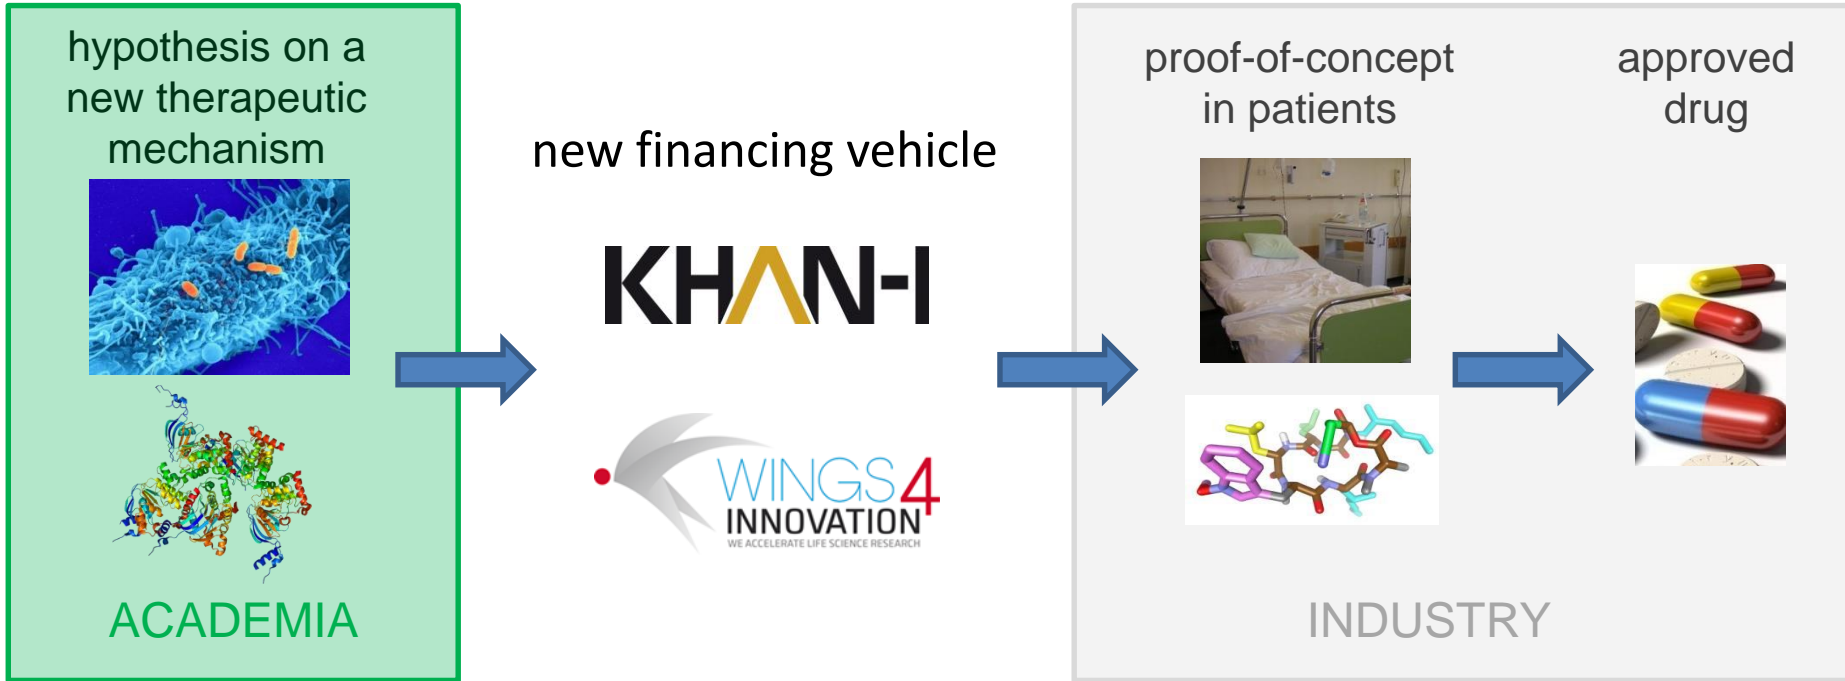 hypothesis on a
new therapeutic
mechanism
ACADEMIA
new financing vehicle
KHAN-I
WINGS4
INNOVATION
WE ACCELERATE LIFE SCIENCE RESEARCH
proof-of-concept
in patients
approved
drug
INDUSTRY